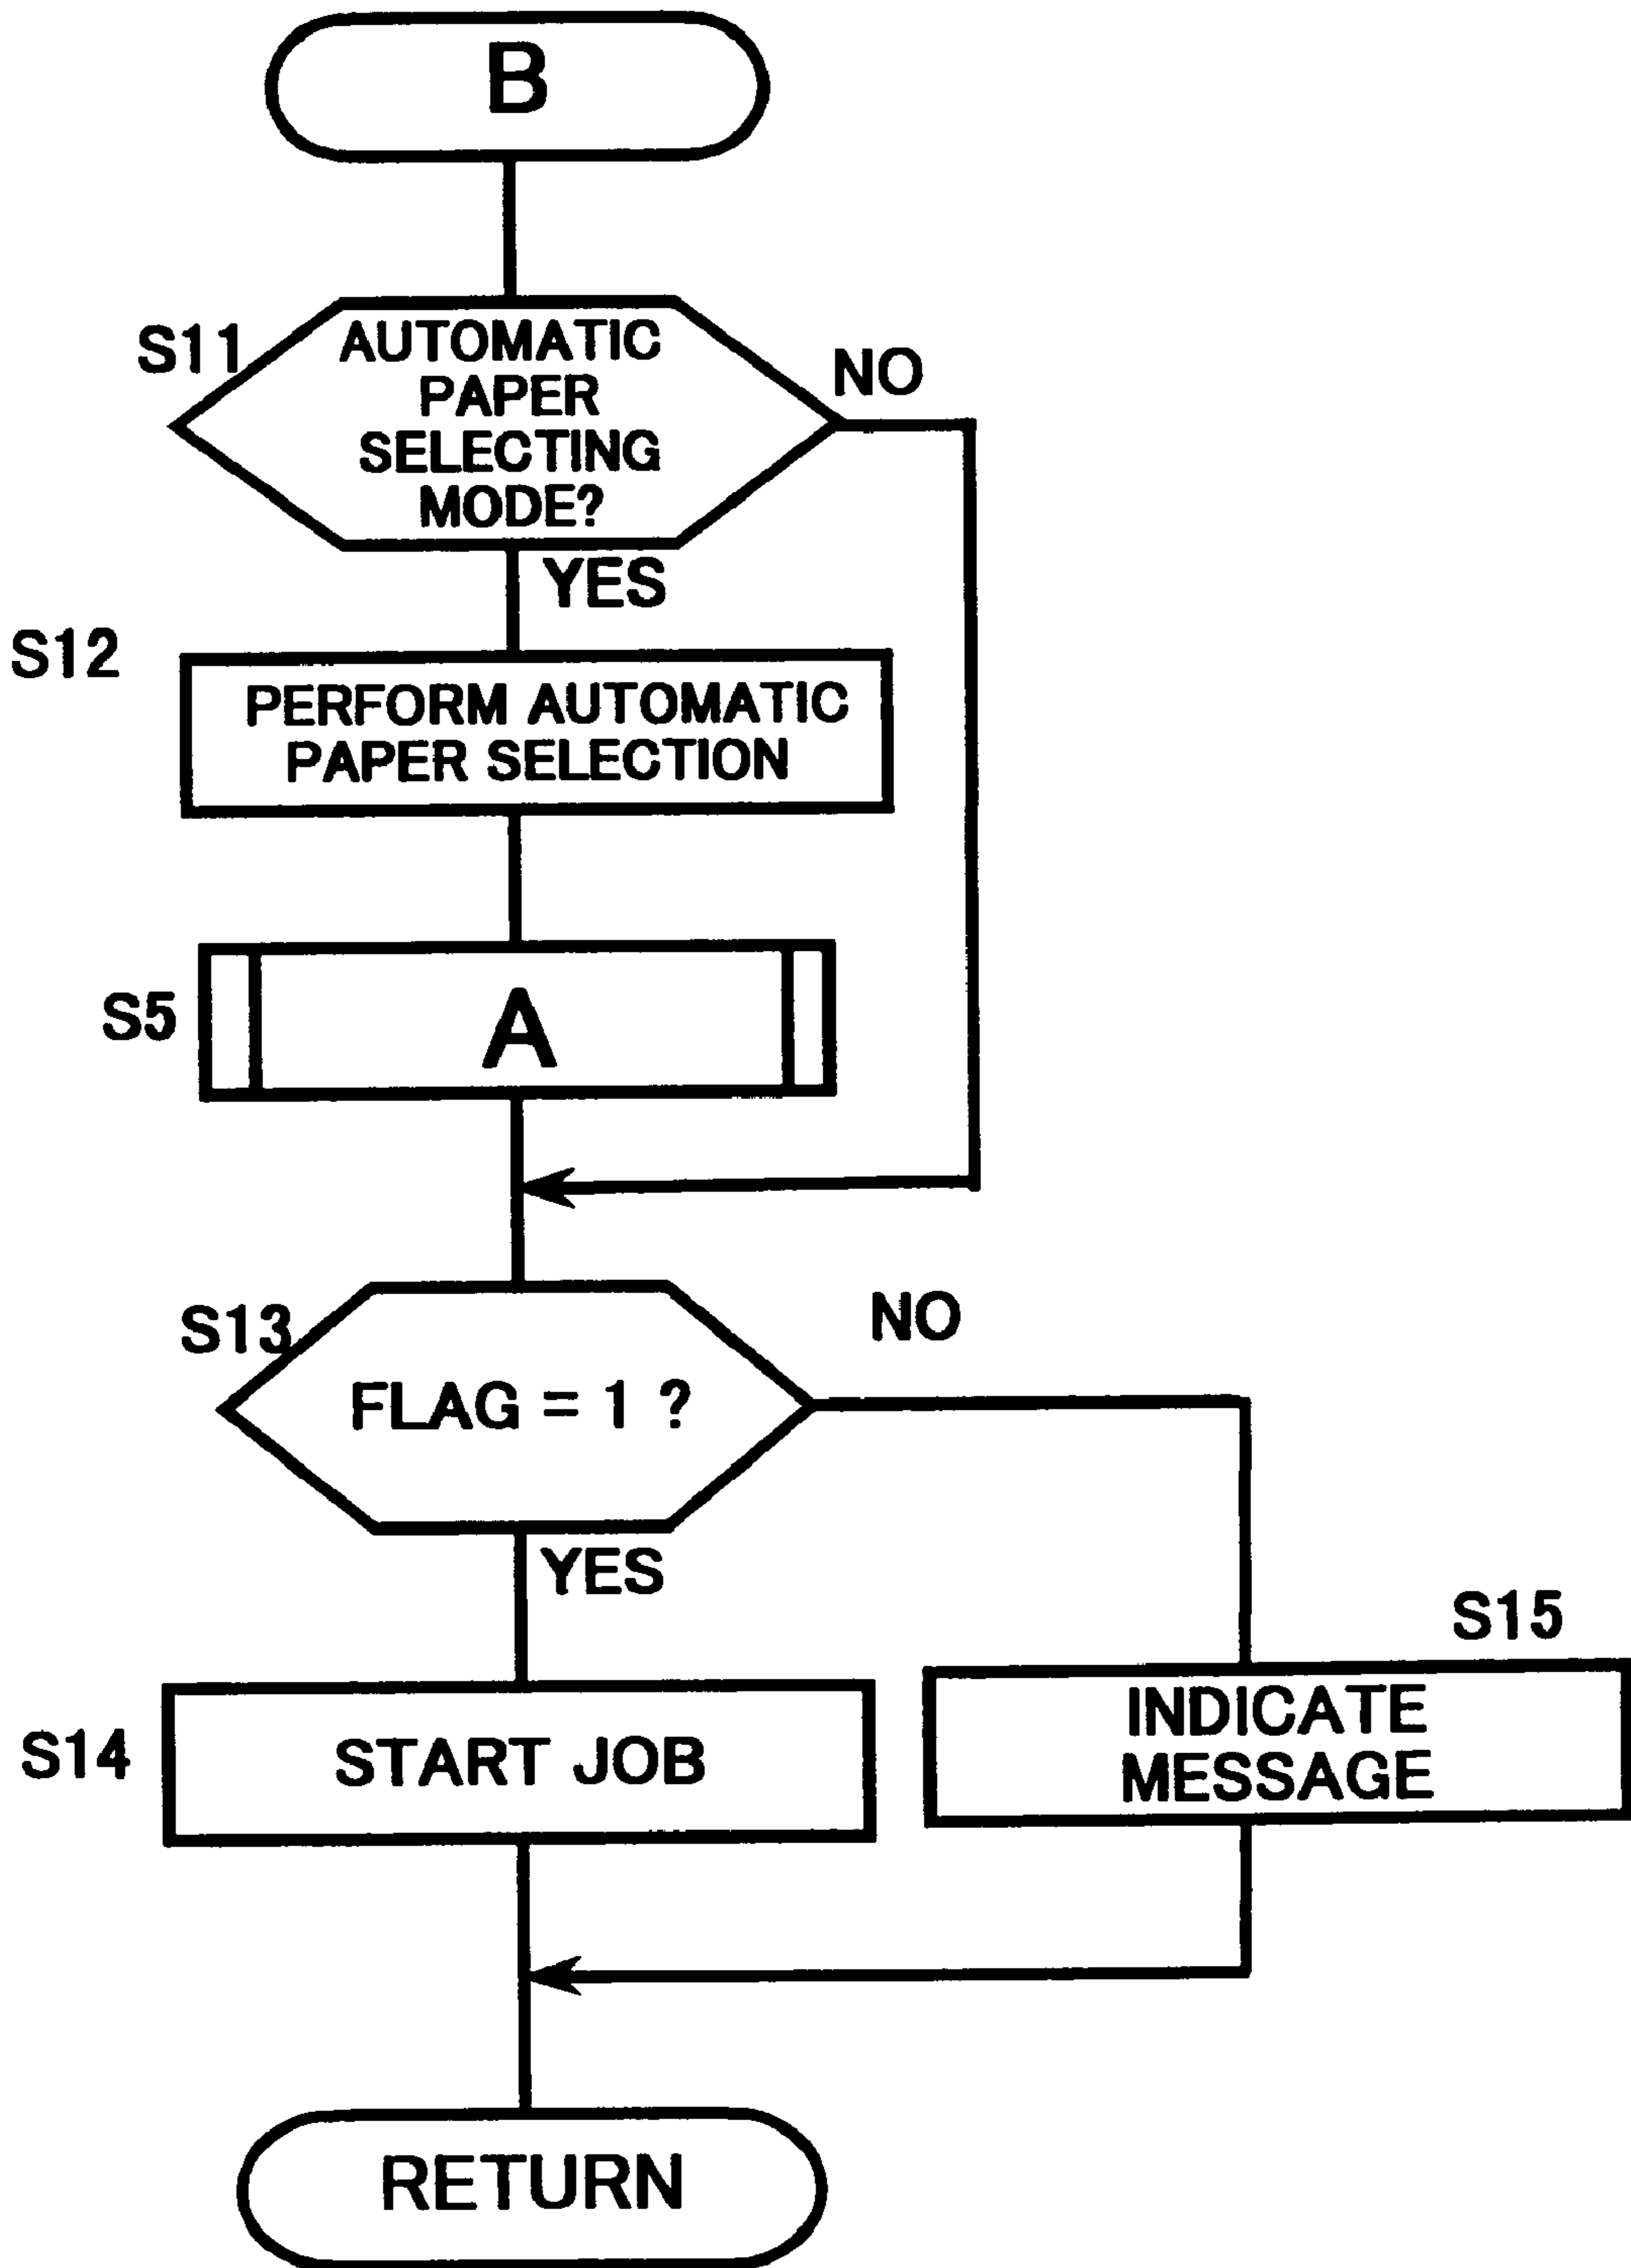 B
S11
AUTOMATIC
PAPER
SELECTING
MODE?
NO
YES
S12
PERFORM AUTOMATIC
PAPER SELECTION
S5
A
S13
NO
FLAG = 1 ?
YES
S15
INDICATE
MESSAGE
S14
START JOB
RETURN